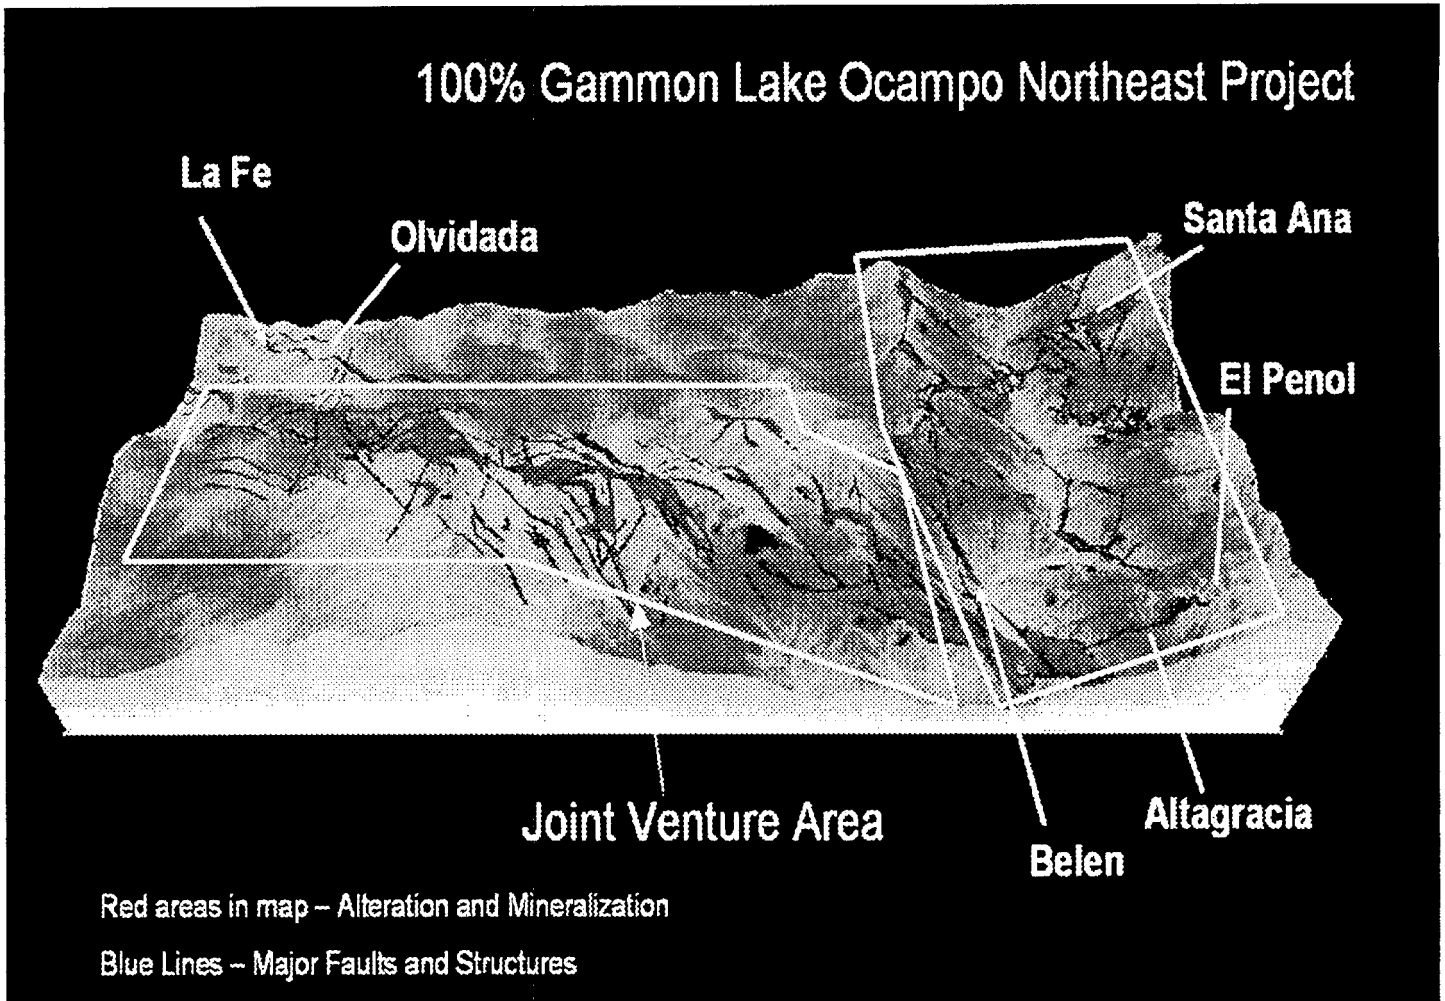 100% Gammon Lake Ocampo Northeast Project
La Fe
Olvidada
Santa Ana
El Penol
Joint Venture Area
Altagracia
Belen
Red areas in map – Alteration and Mineralization
Blue Lines – Major Faults and Structures